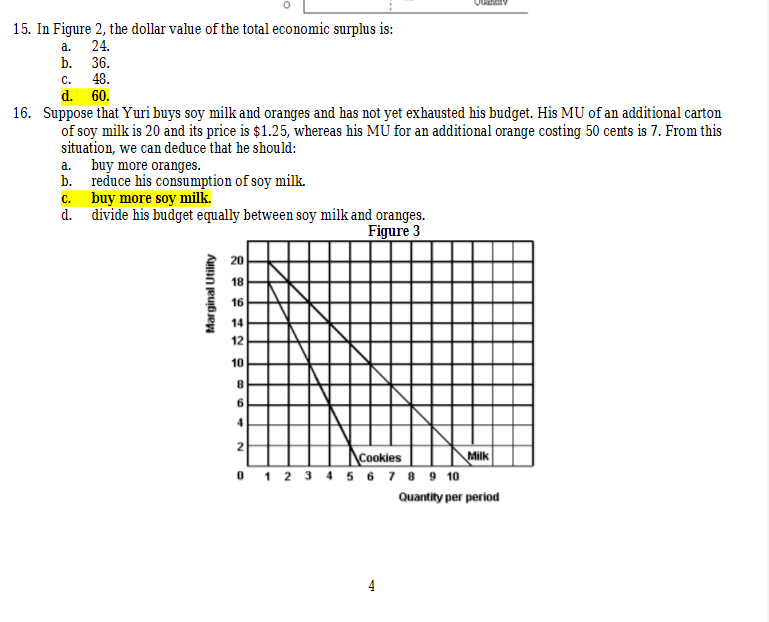 0
Quantity
15. In Figure 2, the dollar value of the total economic surplus is:
a. 24.
b. 36.
c. 48.
d. 60.
16. Suppose that Yuri buys soy milk and oranges and has not yet exhausted his budget. His MU of an additional carton
of soy milk is 20 and its price is $1.25, whereas his MU for an additional orange costing 50 cents is 7. From this
situation, we can deduce that he should:
a. buy more oranges.
b. reduce his consumption of soy milk.
c. buy more soy milk.
d. divide his budget equally between soy milk and oranges.
Figure 3
Marginal Utility
20
18
16
14
12
10
8
6
4
2
Cookies
Milk
0 1 2 3 4 5 6 7 8 9 10
Quantity per period
4